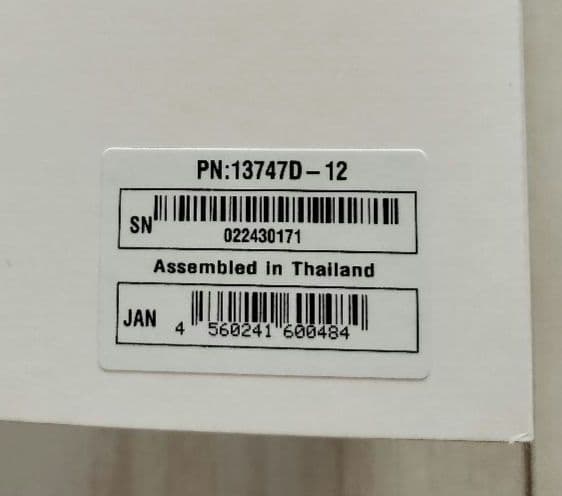 PN:13747D-12
SN
022430171
Assembled in Thailand
JAN
4 560241 600484